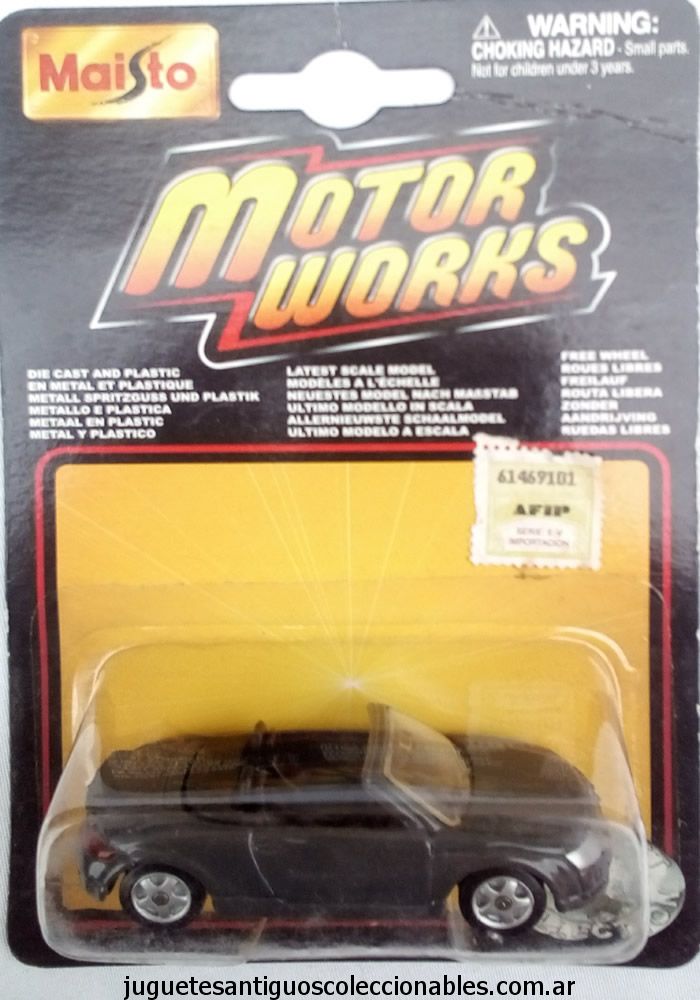 Maisto
WARNING:
CHOKING HAZARD - Small parts.
Not for children under 3 years.
MOTOR
WORKS
DIE CAST AND PLASTIC
EN METAL ET PLASTIQUE
METALL SPRITZGUSS UND PLASTIK
METALLO E PLASTICA
METAAL EN PLASTIC
METAL Y PLASTICO
LATEST SCALE MODEL
MODELES A L'ECHELLE
NEUESTES MODEL NACH MASSTAB
ULTIMO MODELLO IN SCALA
ALLERNIEUWSTE SCHAALMODEL
ULTIMO MODELO A ESCALA
FREE WHEEL
ROUES LIBRES
FREILAUF
ROUTA LIBERA
ZONDER
AANDRIJVING
RUEDAS LIBRES
61469101
AFIP
IMPORTACION
juguetesantiguoscoleccionables.com.ar